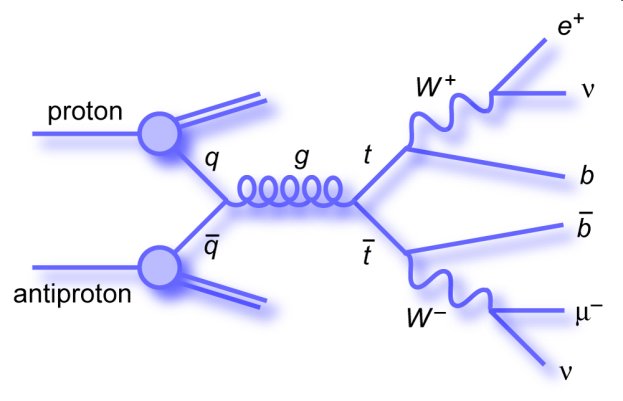 e⁺
W⁺
ν
proton
q
g
t
b
q̅
t̅
b̅
antiproton
W⁻
μ⁻
ν